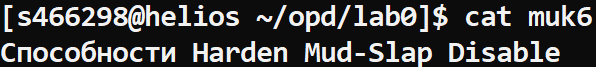 [s466298@helios ~/opd/lab0]$ cat muk6
Способности Harden Mud-Slap Disable